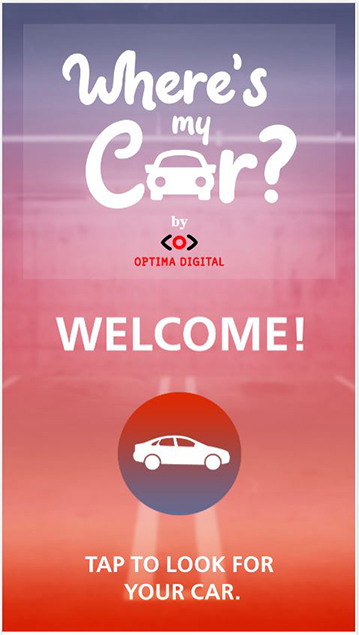 Where's
my
Car?
by
OPTIMA DIGITAL
WELCOME!
TAP TO LOOK FOR
YOUR CAR.